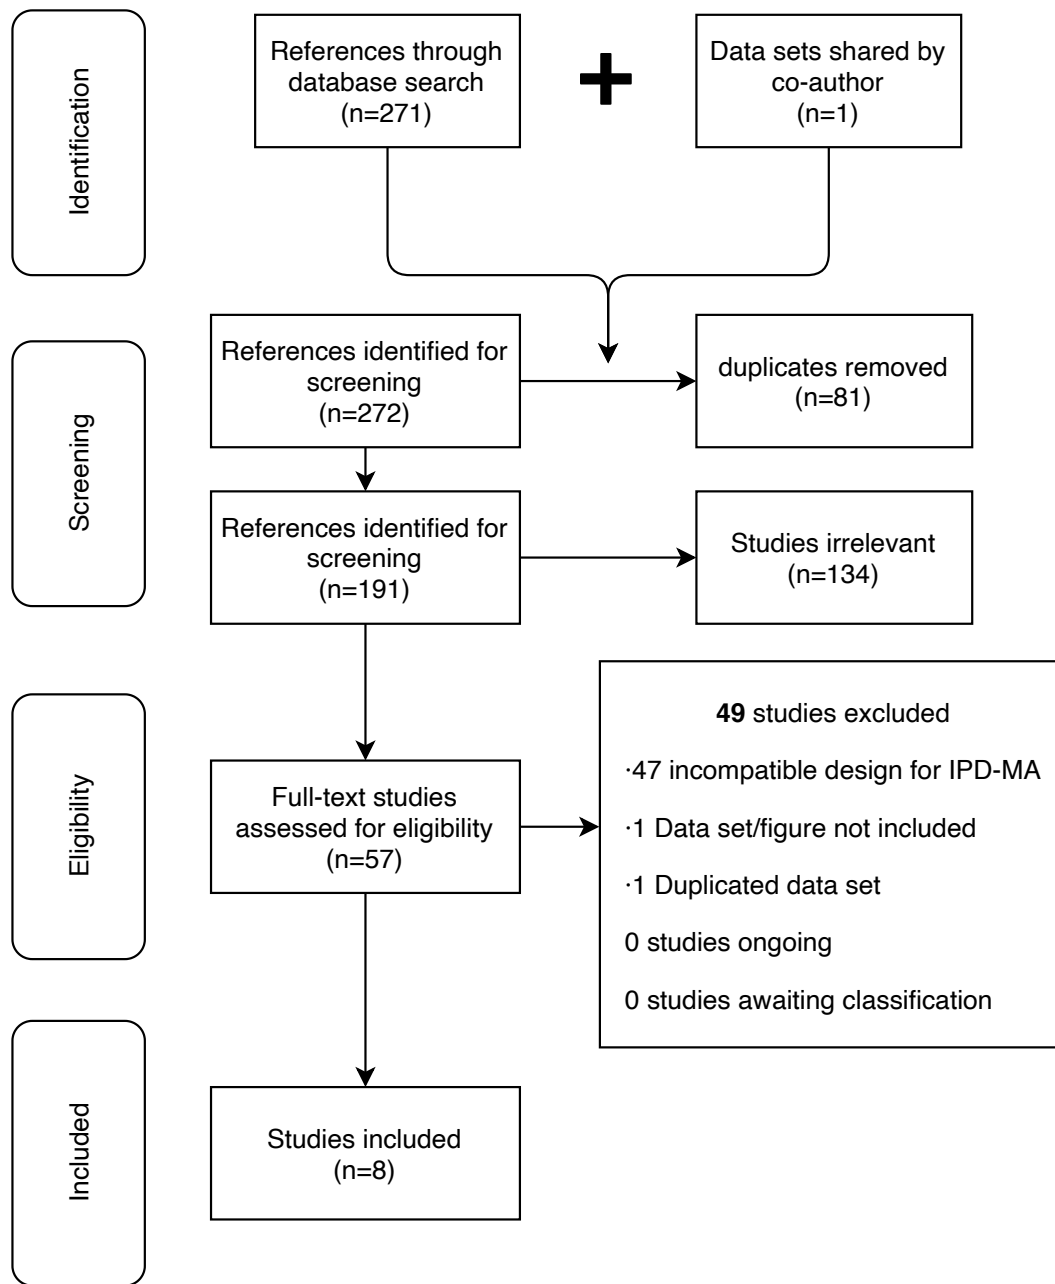 Identification
References through
database search
(n=271)
Data sets shared by
co-author
(n=1)
Screening
References identified for
screening
(n=272)
duplicates removed
(n=81)
References identified for
screening
(n=191)
Studies irrelevant
(n=134)
Eligibility
Full-text studies
assessed for eligibility
(n=57)
49 studies excluded
·47 incompatible design for IPD-MA
·1 Data set/figure not included
·1 Duplicated data set
0 studies ongoing
0 studies awaiting classification
Included
Studies included
(n=8)